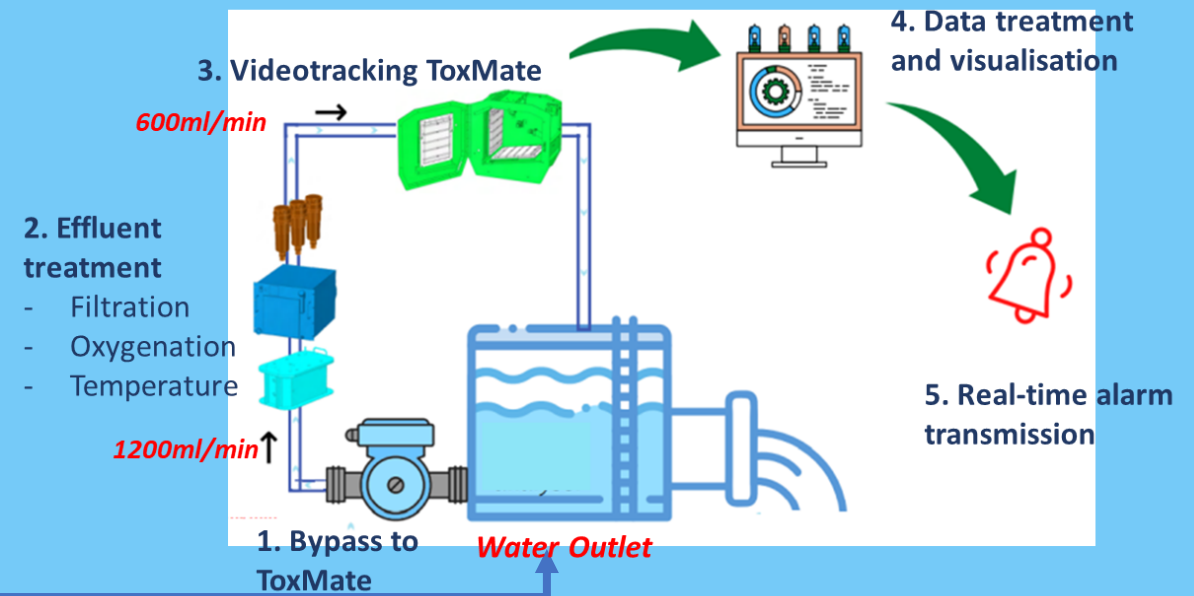 3. Videotracking ToxMate
600ml/min
4. Data treatment
and visualisation
2. Effluent
treatment
- Filtration
- Oxygenation
- Temperature
1200ml/min
5. Real-time alarm
transmission
1. Bypass to
ToxMate
Water Outlet